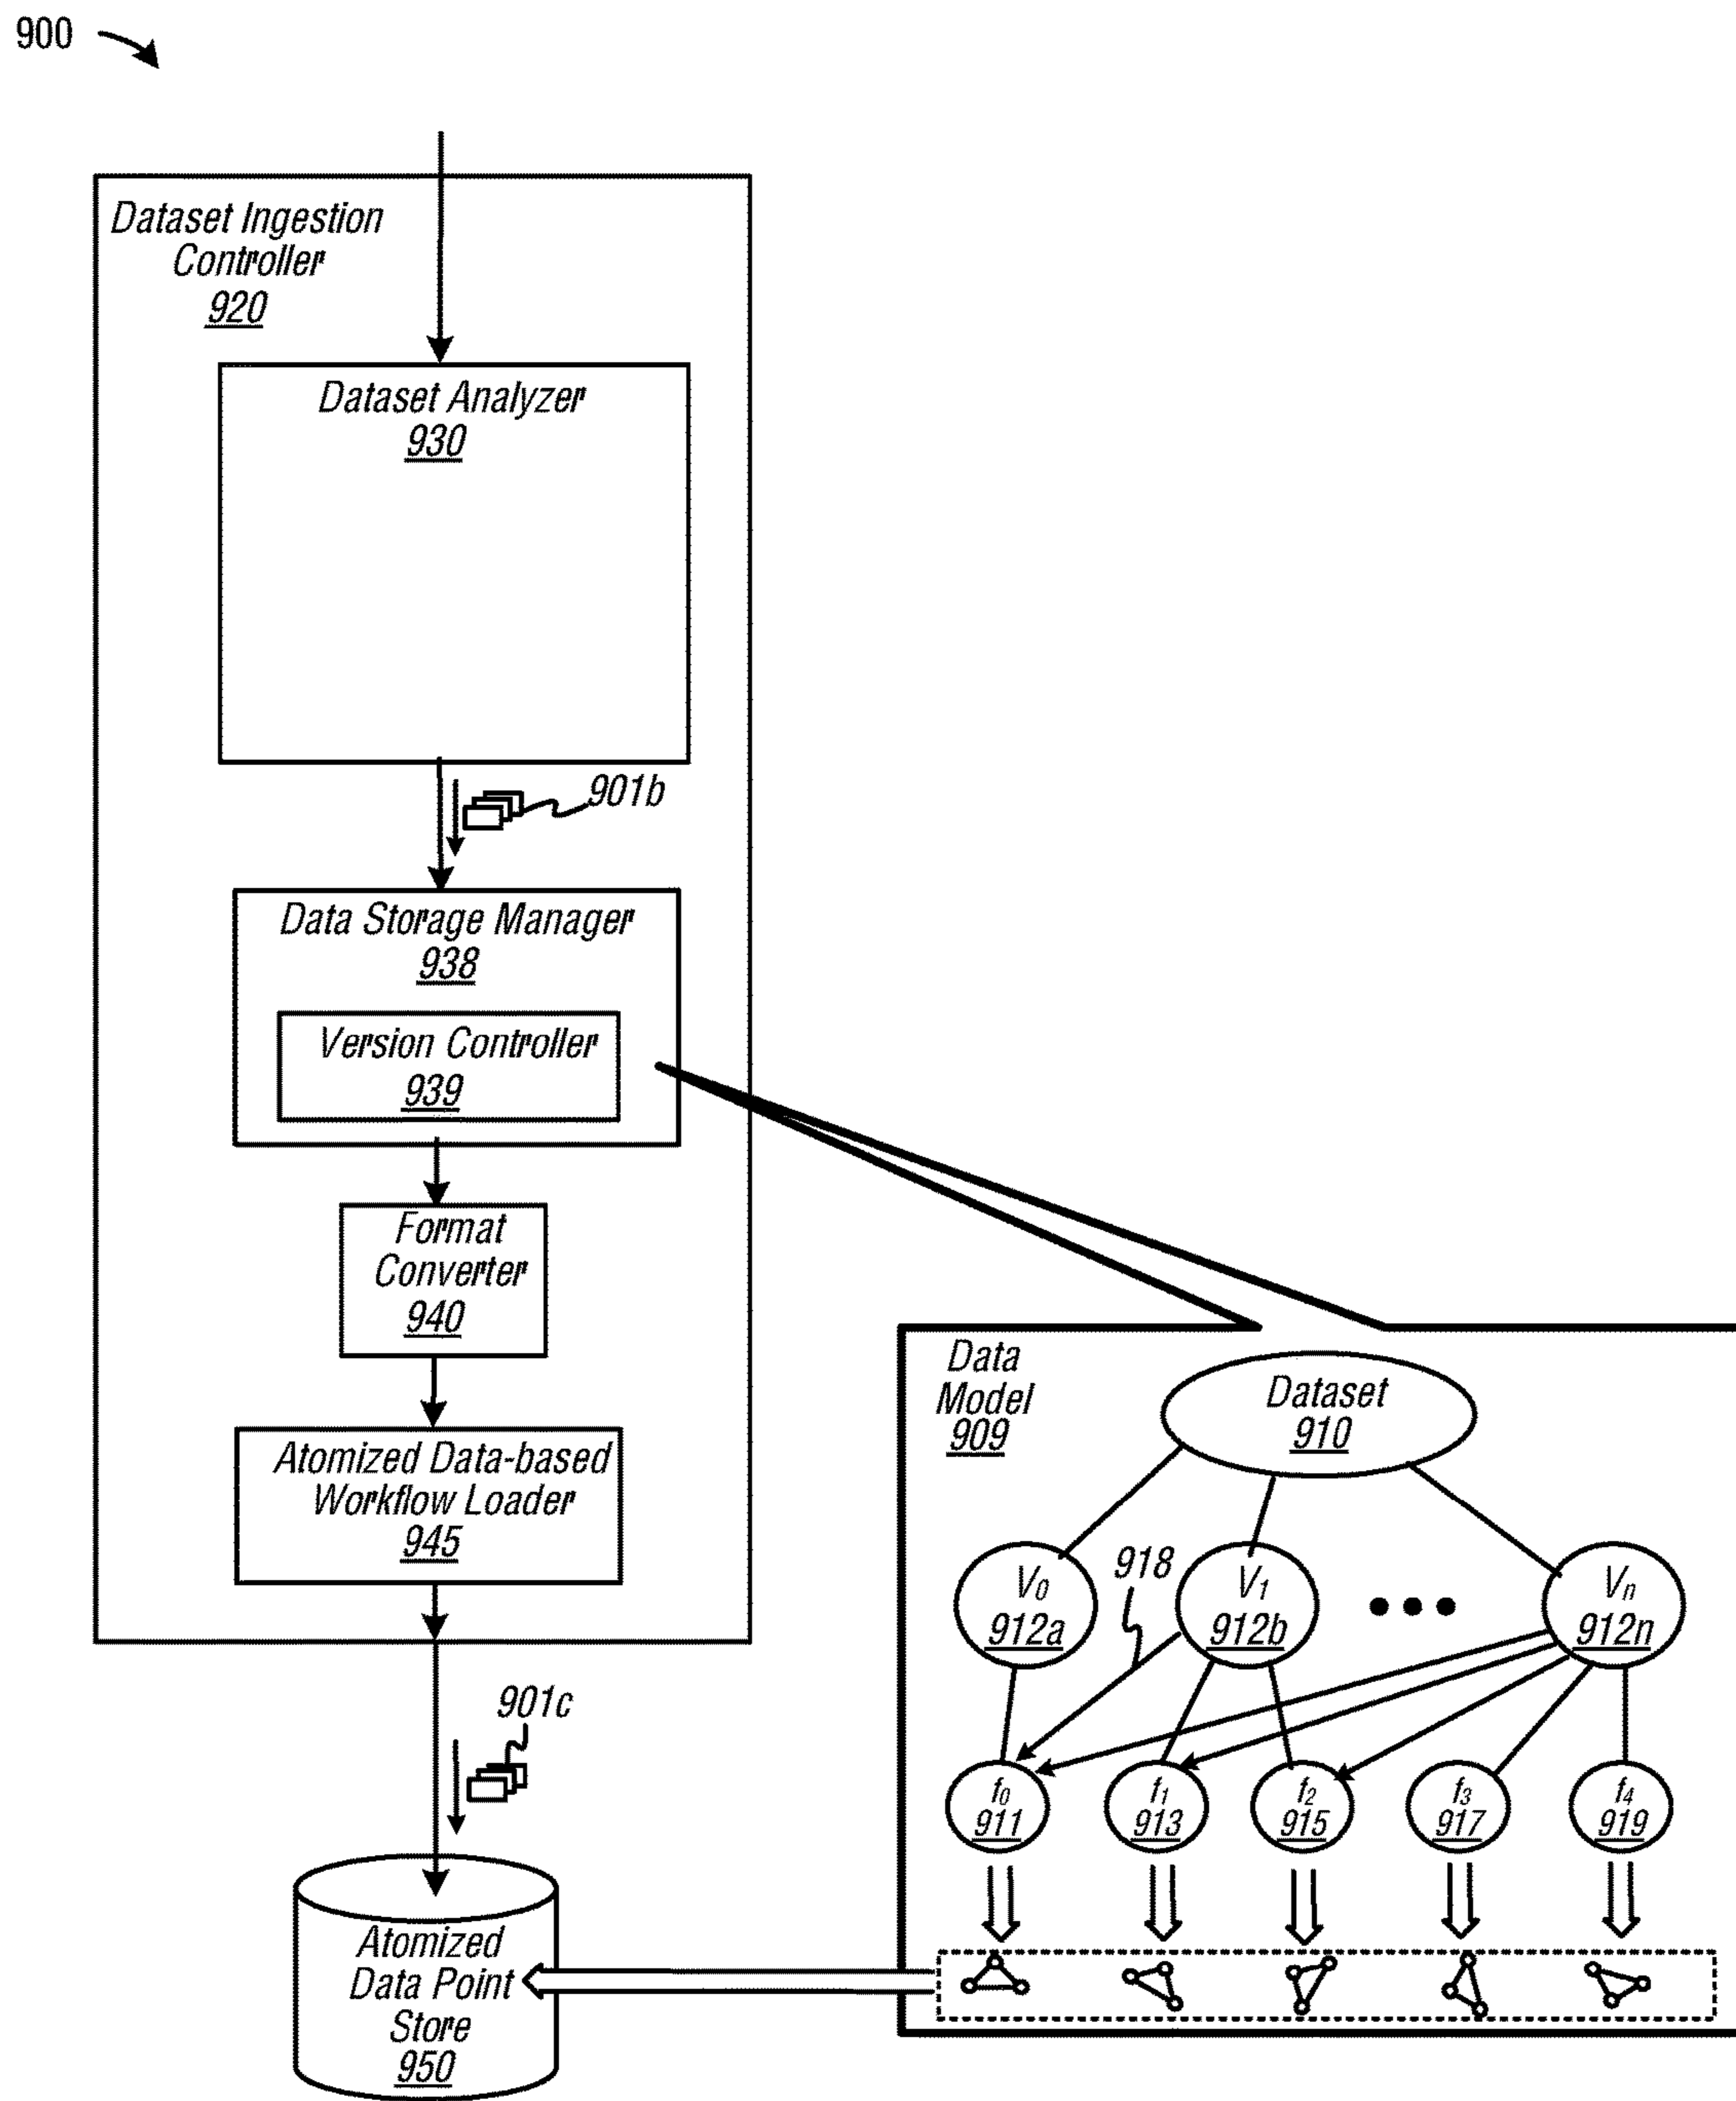 900
Dataset Ingestion
Controller
920
Dataset Analyzer
930
901b
Data Storage Manager
938
Version Controller
939
Format
Converter
940
Atomized Data-based
Workflow Loader
945
901c
Atomized
Data Point
Store
950
Data
Model
909
Dataset
910
918
V0
912a
V1
912b
Vn
912n
f0
911
f1
913
f2
915
f3
917
f4
919